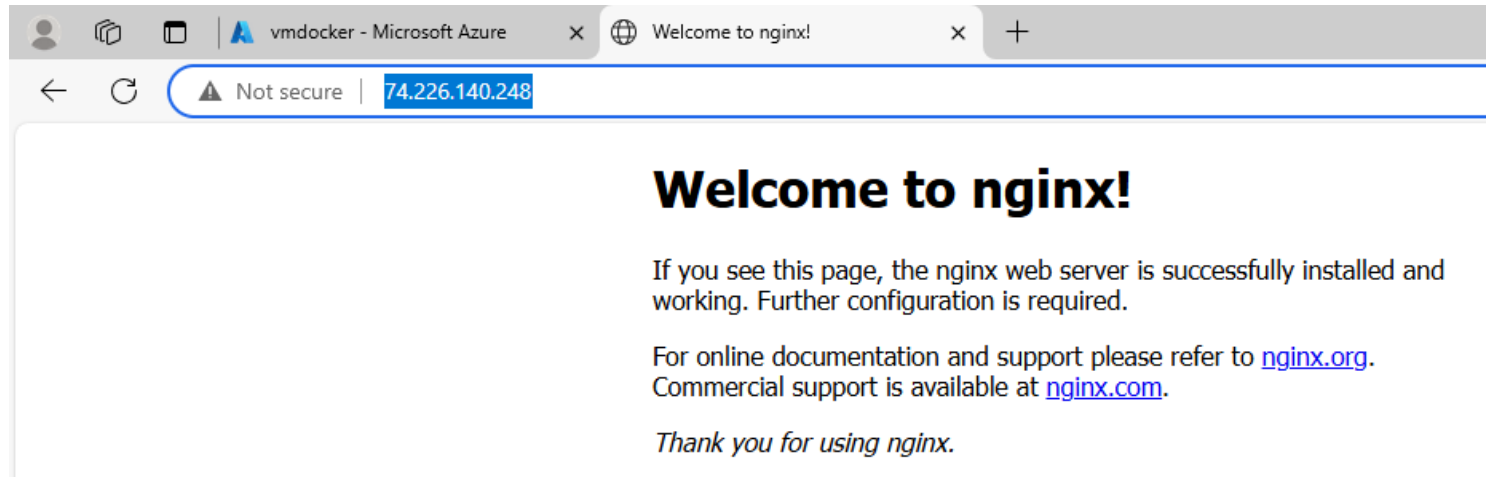 vmdocker - Microsoft Azure
Welcome to nginx!
Not secure
74.226.140.248
Welcome to nginx!
If you see this page, the nginx web server is successfully installed and
working. Further configuration is required.
For online documentation and support please refer to nginx.org.
Commercial support is available at nginx.com.
Thank you for using nginx.